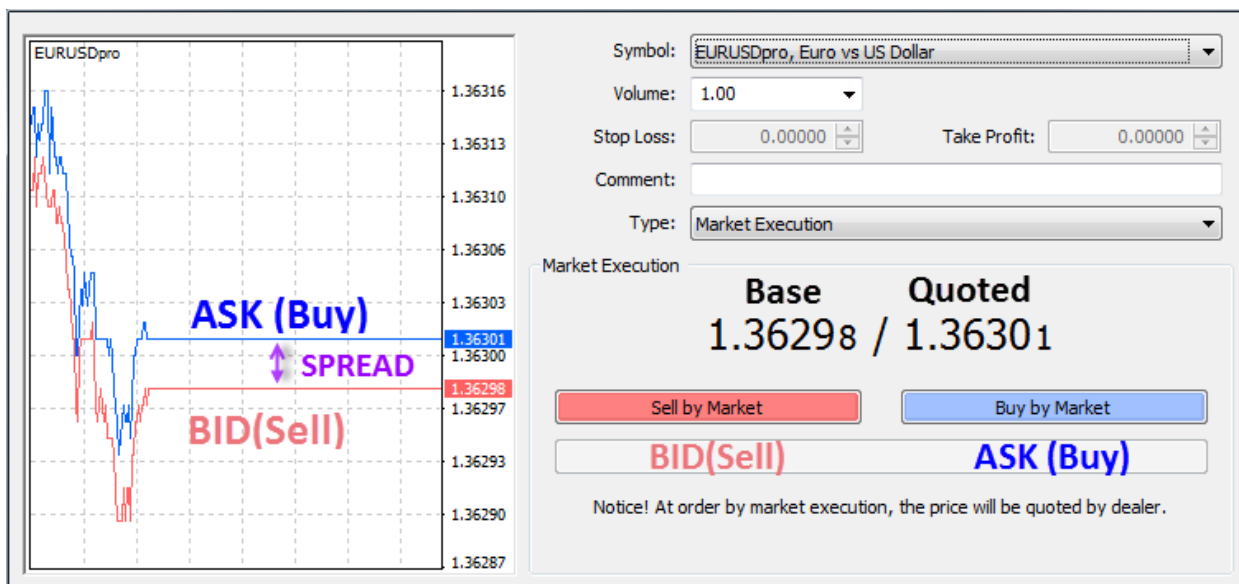 EURUSDpro
1.36316
1.36313
1.36310
1.36306
1.36303
1.36301
1.36300
1.36298
1.36297
1.36293
1.36290
1.36287
ASK (Buy)
SPREAD
BID(Sell)
Symbol: EURUSDpro, Euro vs US Dollar
Volume: 1.00
Stop Loss: 0.00000 Take Profit: 0.00000
Comment:
Type: Market Execution
Market Execution
Base Quoted
1.36298 / 1.36301
Sell by Market Buy by Market
BID(Sell) ASK (Buy)
Notice! At order by market execution, the price will be quoted by dealer.